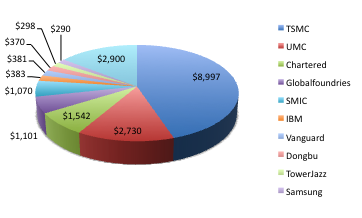 $298
$290
$370
$381
$383
$1,070
$1,101
$1,542
$2,730
$8,997
$2,900
TSMC
UMC
Chartered
Globalfoundries
SMIC
IBM
Vanguard
Dongbu
TowerJazz
Samsung